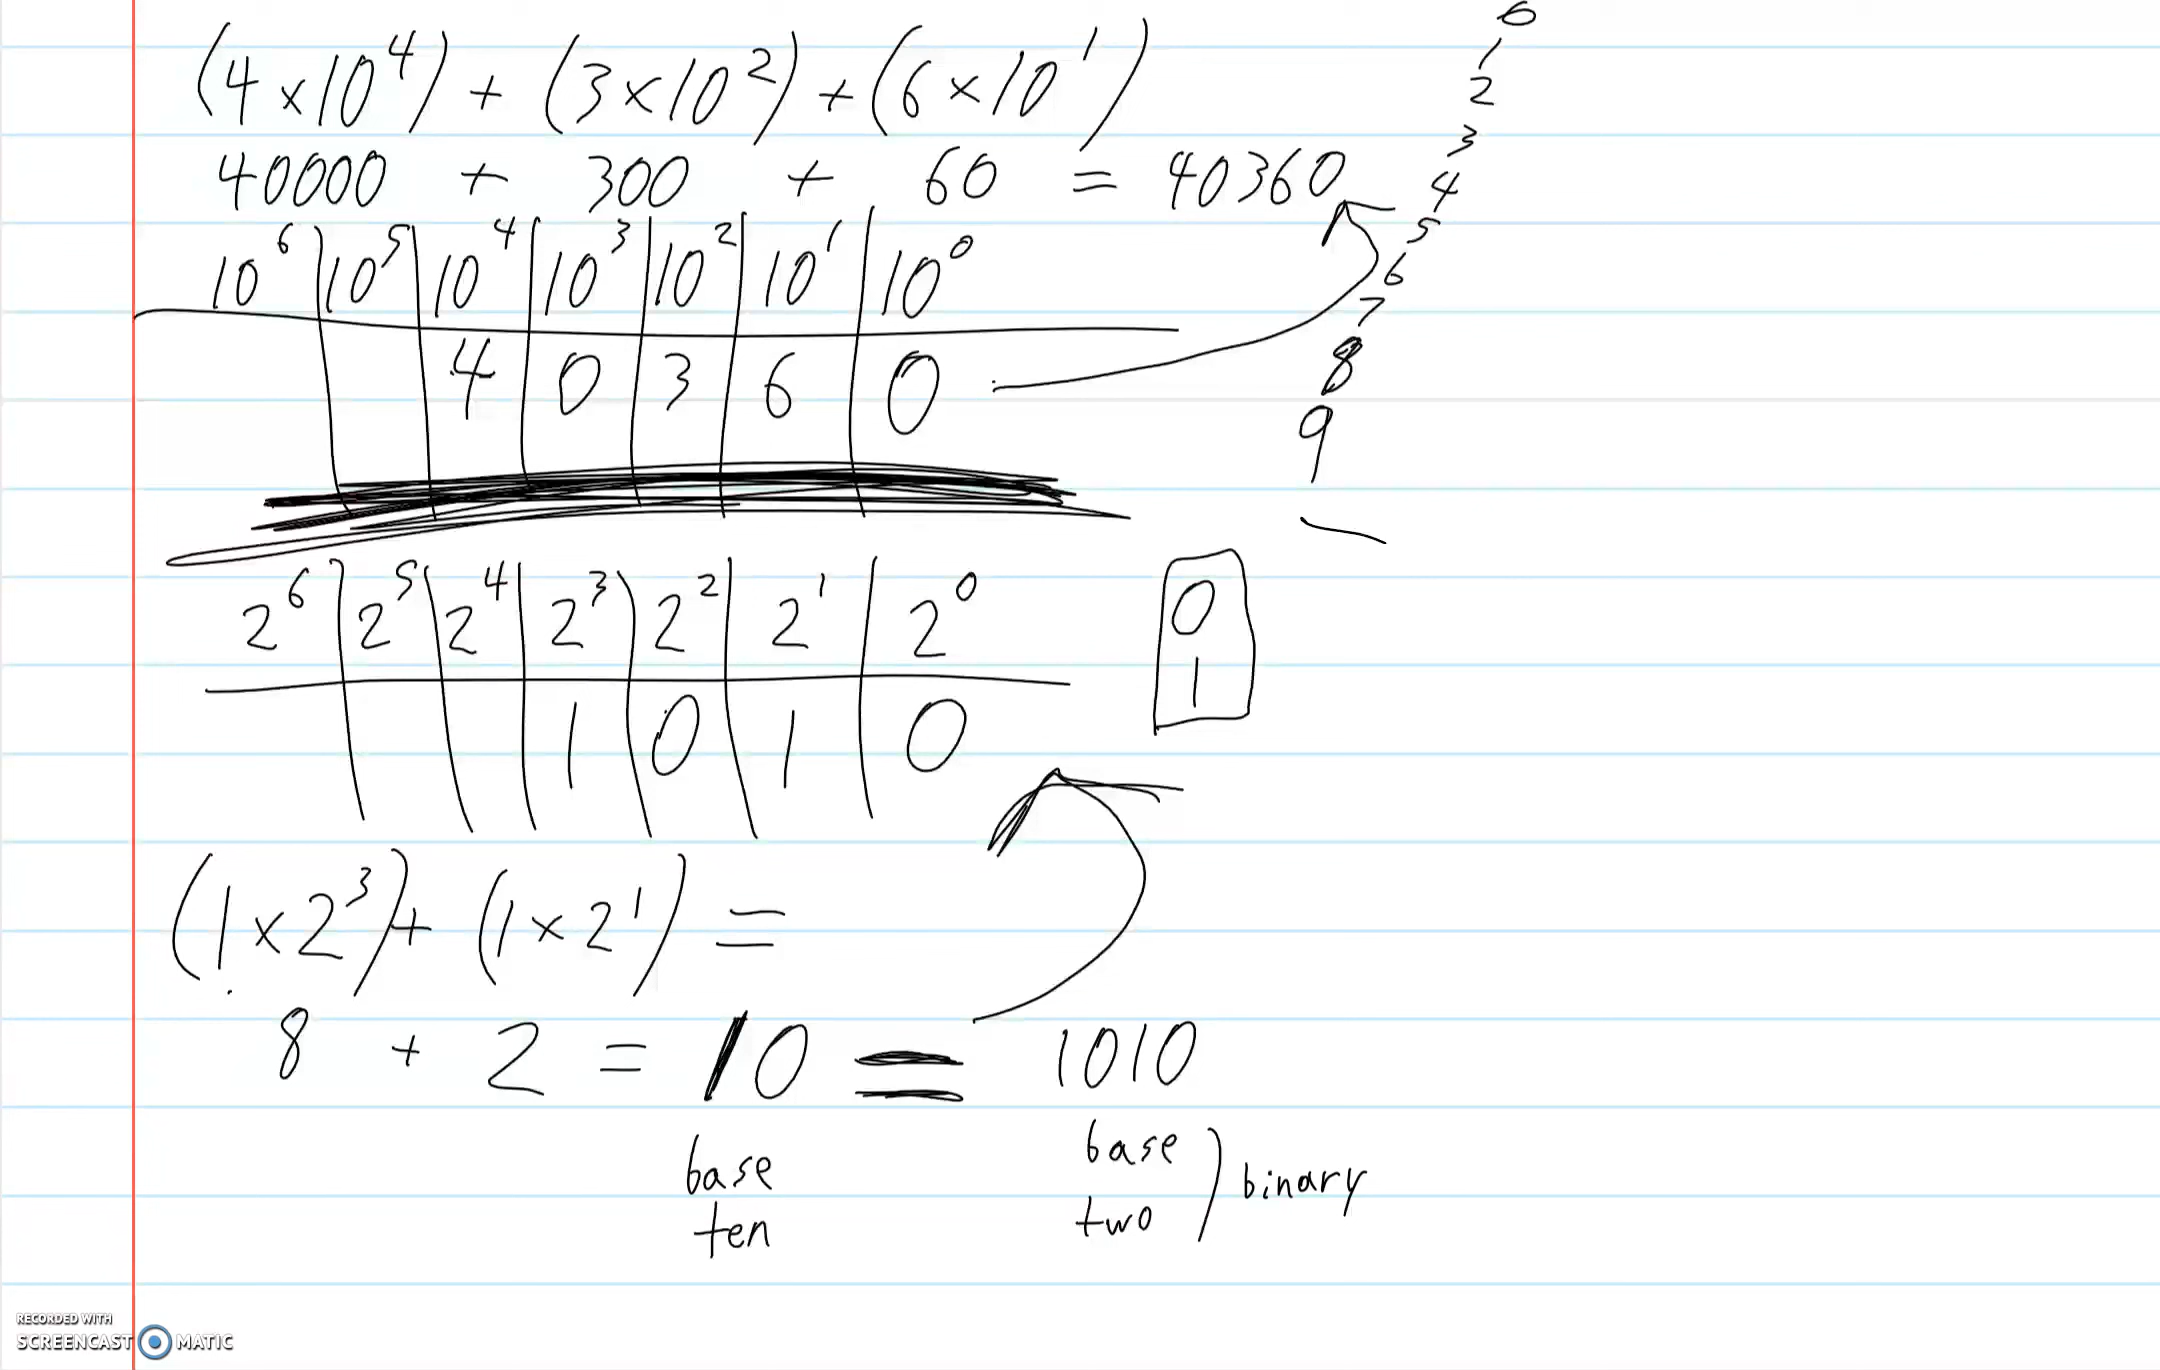 (4 × 10⁴) + (3 × 10²) + (6 × 10¹)
40000 + 300 + 60 = 40360
10⁶ | 10⁵ | 10⁴ | 10³ | 10² | 10¹ | 10⁰
4 | 0 | 3 | 6 | 0
0
1
2
3
4
5
6
7
8
9
2⁶ | 2⁵ | 2⁴ | 2³ | 2² | 2¹ | 2⁰
1 | 0 | 1 | 0
0
1
(1 × 2³) + (1 × 2¹) =
8 + 2 = 10 = 1010
base
ten
base
two
) binary
RECORDED WITH
SCREENCAST MATIC